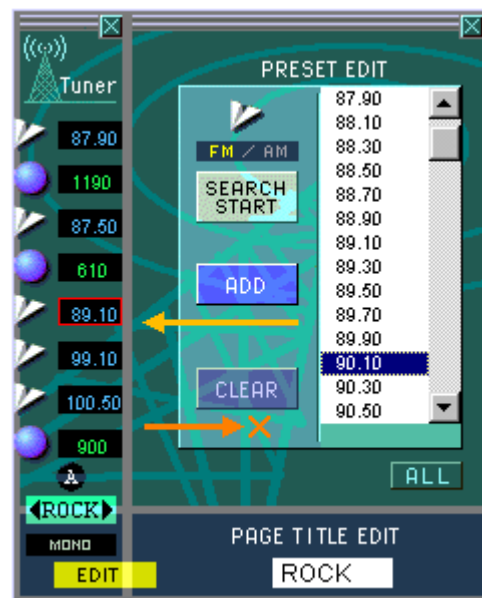 Tuner
87.90
1190
87.50
610
89.10
99.10
100.50
900
A
ROCK
MONO
EDIT
PRESET EDIT
FM / AM
SEARCH
START
ADD
CLEAR
87.90
88.10
88.30
88.50
88.70
88.90
89.10
89.30
89.50
89.70
89.90
90.10
90.30
90.50
ALL
PAGE TITLE EDIT
ROCK